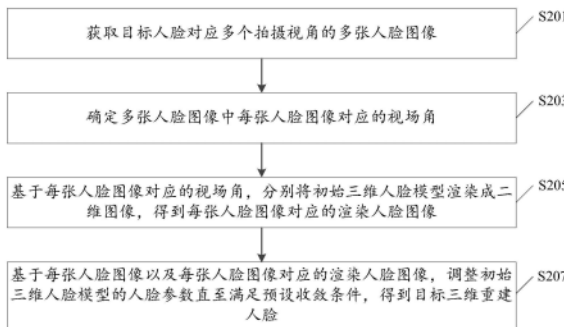 S201
获取目标人脸对应多个拍摄视角的多张人脸图像
S203
确定多张人脸图像中每张人脸图像对应的视场角
S205
基于每张人脸图像对应的视场角，分别将初始三维人脸模型渲染成二
维图像，得到每张人脸图像对应的渲染人脸图像
S207
基于每张人脸图像以及每张人脸图像对应的渲染人脸图像，调整初始
三维人脸模型的人脸参数直至满足预设收敛条件，得到目标三维重建
人脸